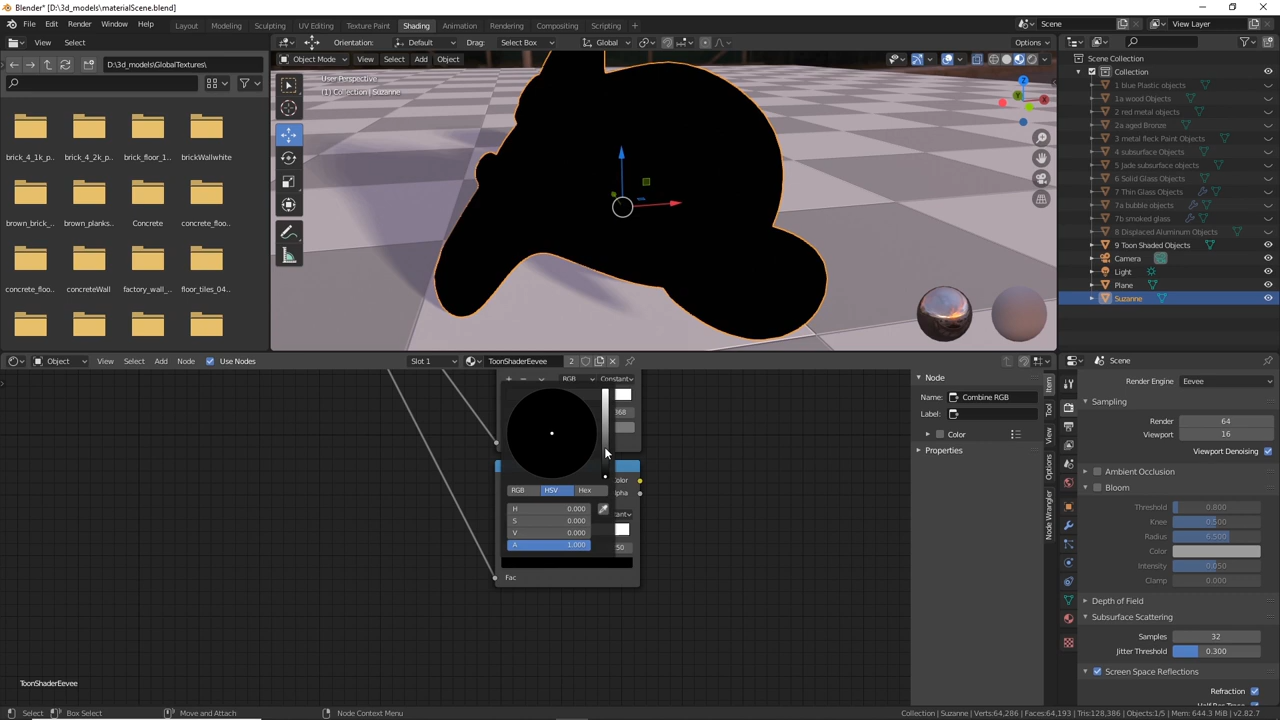 Blender* [D:\3d_models\materialScene.blend]
File Edit Render Window Help Layout Modeling Sculpting UV Editing Texture Paint Shading Animation Rendering Compositing Scripting Scene View Layer
View Select Orientation: Default Drag: Select Box Global Options
D:\3d_models\GlobalTextures\ Object Mode View Select Add Object Scene Collection
Collection
User Perspective
(1) Collection | Suzanne
1 blue Plastic objects
1a wood Objects
2 red metal objects
2a aged Bronze
3 metal fleck Paint Objects
4 subsurface Objects
5 Jade subsurface objects
6 Solid Glass Objects
7 Thin Glass Objects
7a bubble objects
7b smoked glass
8 Displaced Aluminum Objects
9 Toon Shaded Objects
Camera
Light
Plane
Suzanne
brick_4_1k_p... brick_4_2k_p... brick_floor_1... brickWallwhite
brown_brick_... brown_planks... Concrete concrete_floo...
concrete_floo... concreteWall factory_wall_... floor_tiles_04...
Object View Select Add Node Use Nodes Slot 1 ToonShaderEevee 2 Scene
RGB Constant
Node
Name: Combine RGB
Label:
Color
Properties
Item
Tool
View
Options
Node Wrangler
Render Engine Eevee
Sampling
Render 64
Viewport 16
Viewport Denoising
Ambient Occlusion
Bloom
Threshold 0.800
Knee 0.500
Radius 6.500
Color
Intensity 0.050
Clamp 0.000
Depth of Field
Subsurface Scattering
Samples 32
Jitter Threshold 0.300
Screen Space Reflections
Refraction
RGB HSV Hex
H 0.000
S 0.000
V 0.000
A 1.000
Fac
ToonShaderEevee
Select Box Select Move and Attach Node Context Menu Collection | Suzanne | Verts:64,286 | Faces:64,193 | Tris:128,386 | Objects:1/5 | Mem: 644.3 MiB | v2.82.7